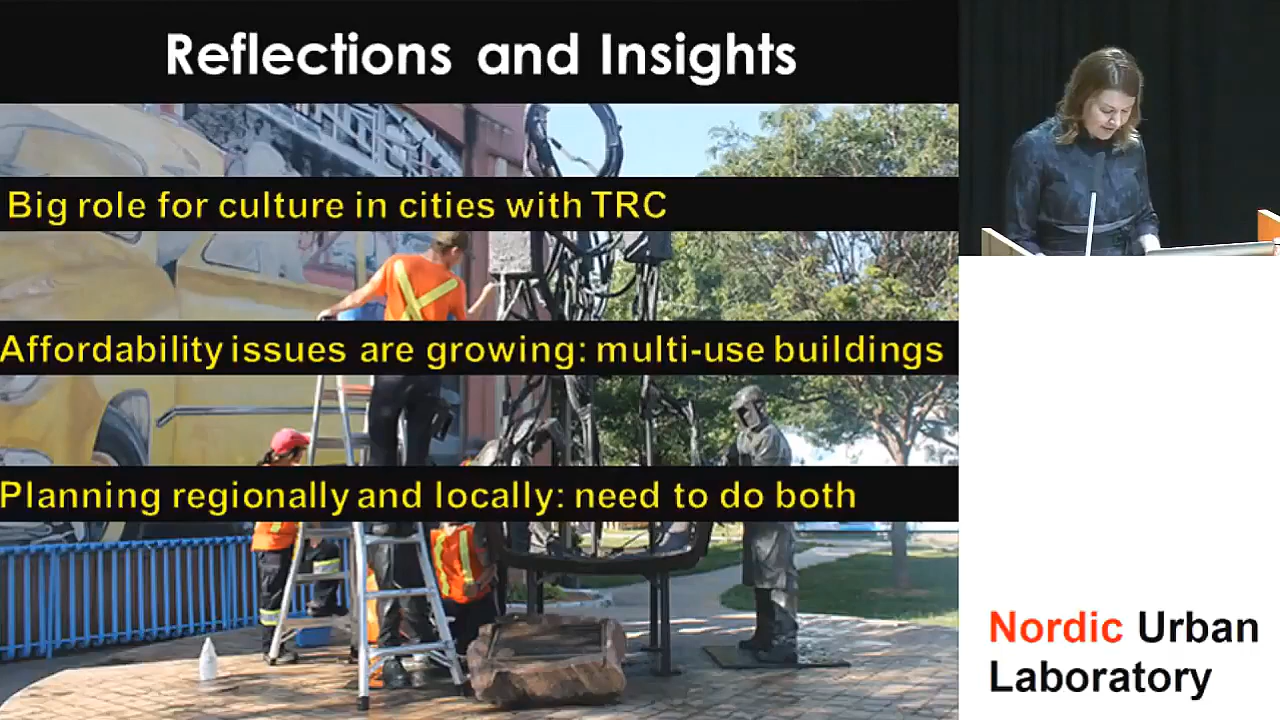 Reflections and Insights
Big role for culture in cities with TRC
Affordability issues are growing: multi-use buildings
Planning regionally and locally: need to do both
Nordic Urban
Laboratory